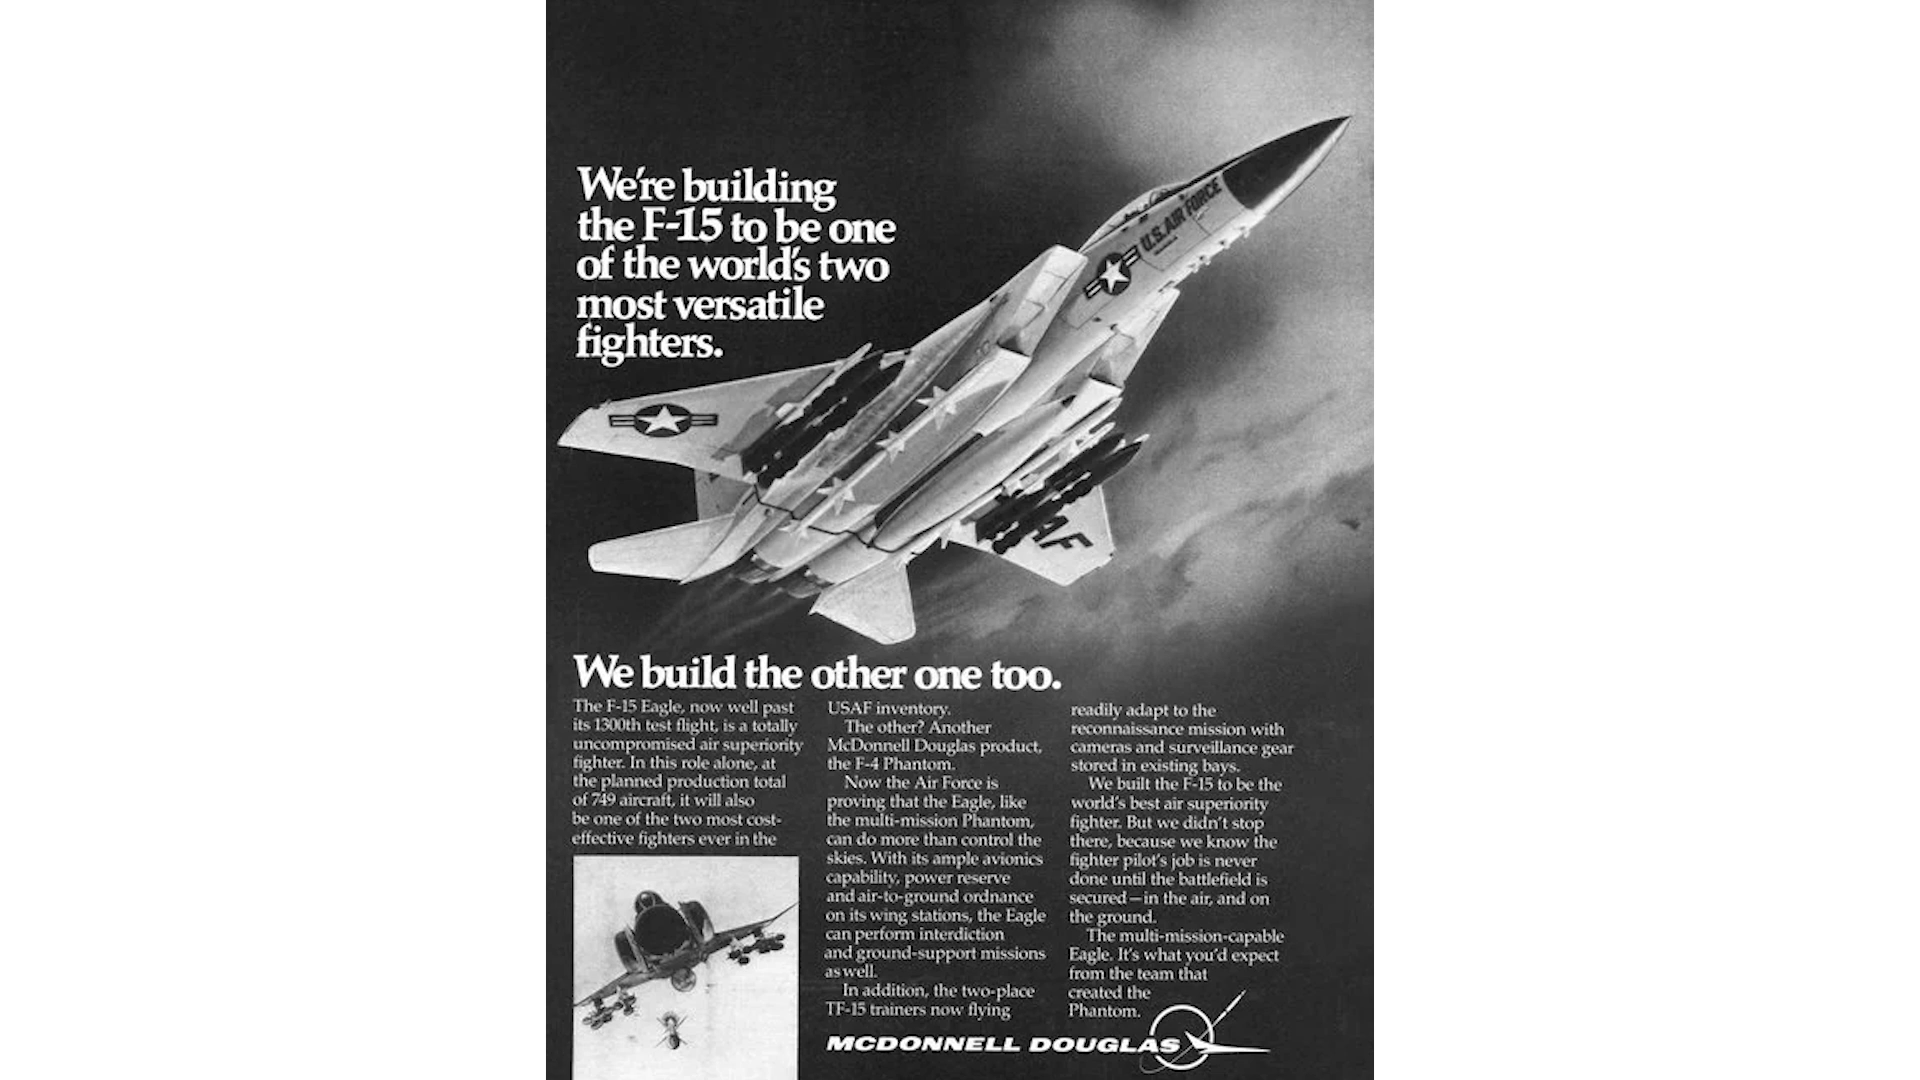 We're building
the F-15 to be one
of the world's two
most versatile
fighters.
U.S. AIR FORCE
AF
We build the other one too.
The F-15 Eagle, now well past
its 1300th test flight, is a totally
uncompromised air superiority
fighter. In this role alone, at
the planned production total
of 749 aircraft, it will also
be one of the two most cost-
effective fighters ever in the
USAF inventory.
The other? Another
McDonnell Douglas product,
the F-4 Phantom.
Now the Air Force is
proving that the Eagle, like
the multi-mission Phantom,
can do more than control the
skies. With its ample avionics
capability, power reserve
and air-to-ground ordnance
on its wing stations, the Eagle
can perform interdiction
and ground-support missions
as well.
In addition, the two-place
TF-15 trainers now flying
readily adapt to the
reconnaissance mission with
cameras and surveillance gear
stored in existing bays.
We built the F-15 to be the
world's best air superiority
fighter. But we didn't stop
there, because we know the
fighter pilot's job is never
done until the battlefield is
secured—in the air, and on
the ground.
The multi-mission-capable
Eagle. It's what you'd expect
from the team that
created the
Phantom.
MCDONNELL DOUGLAS